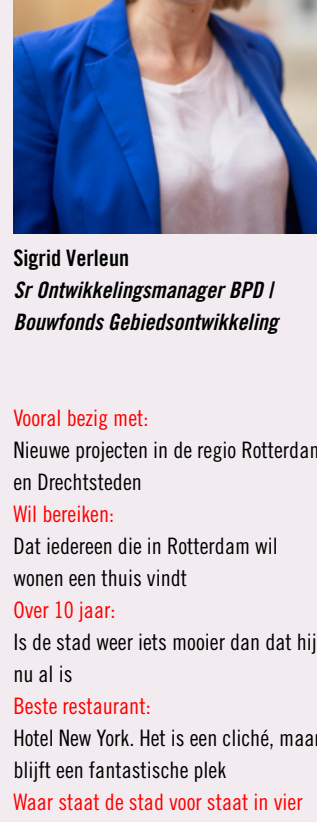 Sigrid Verleun
Sr Ontwikkelingsmanager BPD |
Bouwfonds Gebiedsontwikkeling
Vooral bezig met:
Nieuwe projecten in de regio Rotterdam
en Drechtsteden
Wil bereiken:
Dat iedereen die in Rotterdam wil
wonen een thuis vindt
Over 10 jaar:
Is de stad weer iets mooier dan dat hij
nu al is
Beste restaurant:
Hotel New York. Het is een cliché, maar
blijft een fantastische plek
Waar staat de stad voor staat in vier